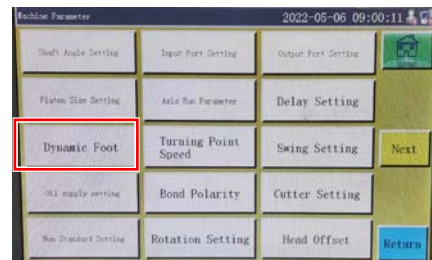 Machine Parameter 2022-05-06 09:00:11
Shaft Angle Setting Input Port Setting Output Port Setting
Platen Size Setting Axis Run Parameter Delay Setting
Dynamic Foot Turning Point Swing Setting Next
Speed
Oil supply setting Bond Polarity Cutter Setting
Non Standard Setting Rotation Setting Head Offset Return